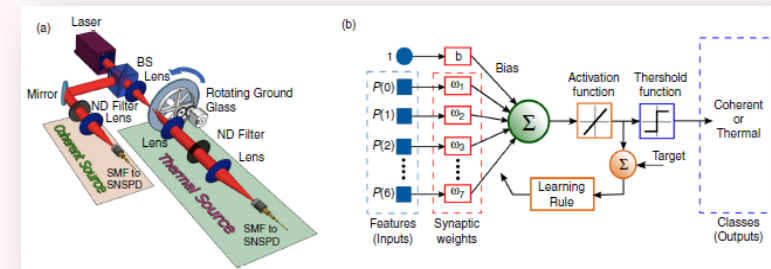 (a)
Laser
BS
Lens
Mirror
ND Filter
Lens
Rotating Ground
Glass
Lens
ND Filter
Lens
Coherent Source
SMF to
SNSPD
Thermal Source
SMF to
SNSPD
(b)
1
b
Bias
P(0)
ω1
P(1)
ω2
P(2)
ω3
P(6)
ω7
Σ
Activation
function
Thershold
function
Coherent
or
Thermal
Σ
Target
Learning
Rule
Features
(Inputs)
Synaptic
weights
Classes
(Outputs)